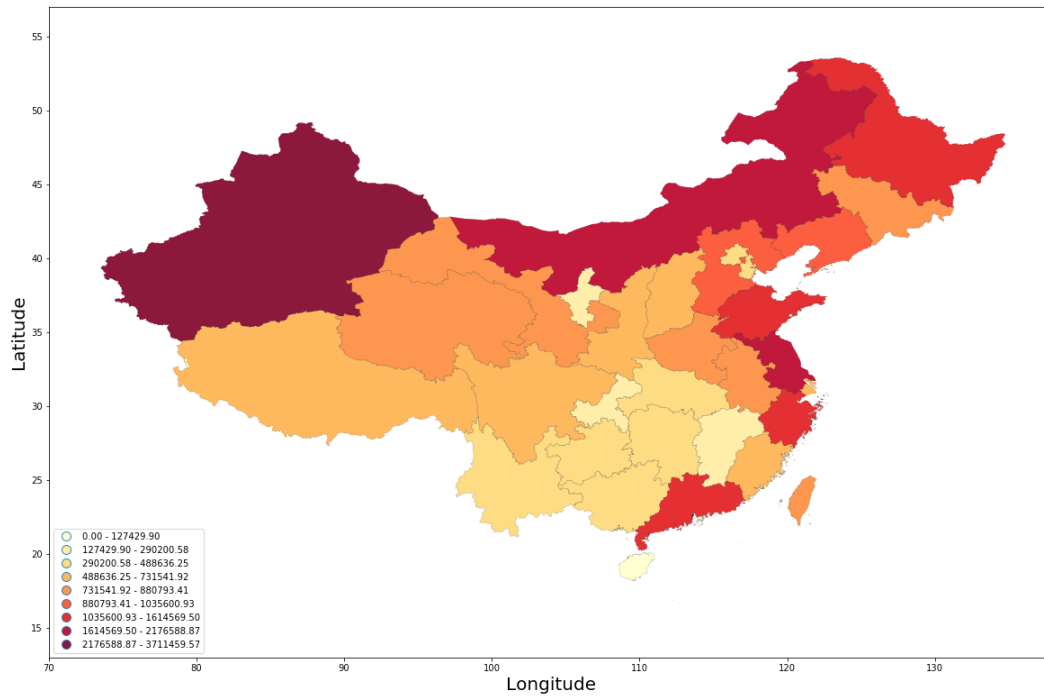 55
50
45
40
35
30
25
20
15
Latitude
0.00 - 127429.90
127429.90 - 290200.58
290200.58 - 488636.25
488636.25 - 731541.92
731541.92 - 880793.41
880793.41 - 1035600.93
1035600.93 - 1614569.50
1614569.50 - 2176588.87
2176588.87 - 3711459.57
70 80 90 100 110 120 130
Longitude